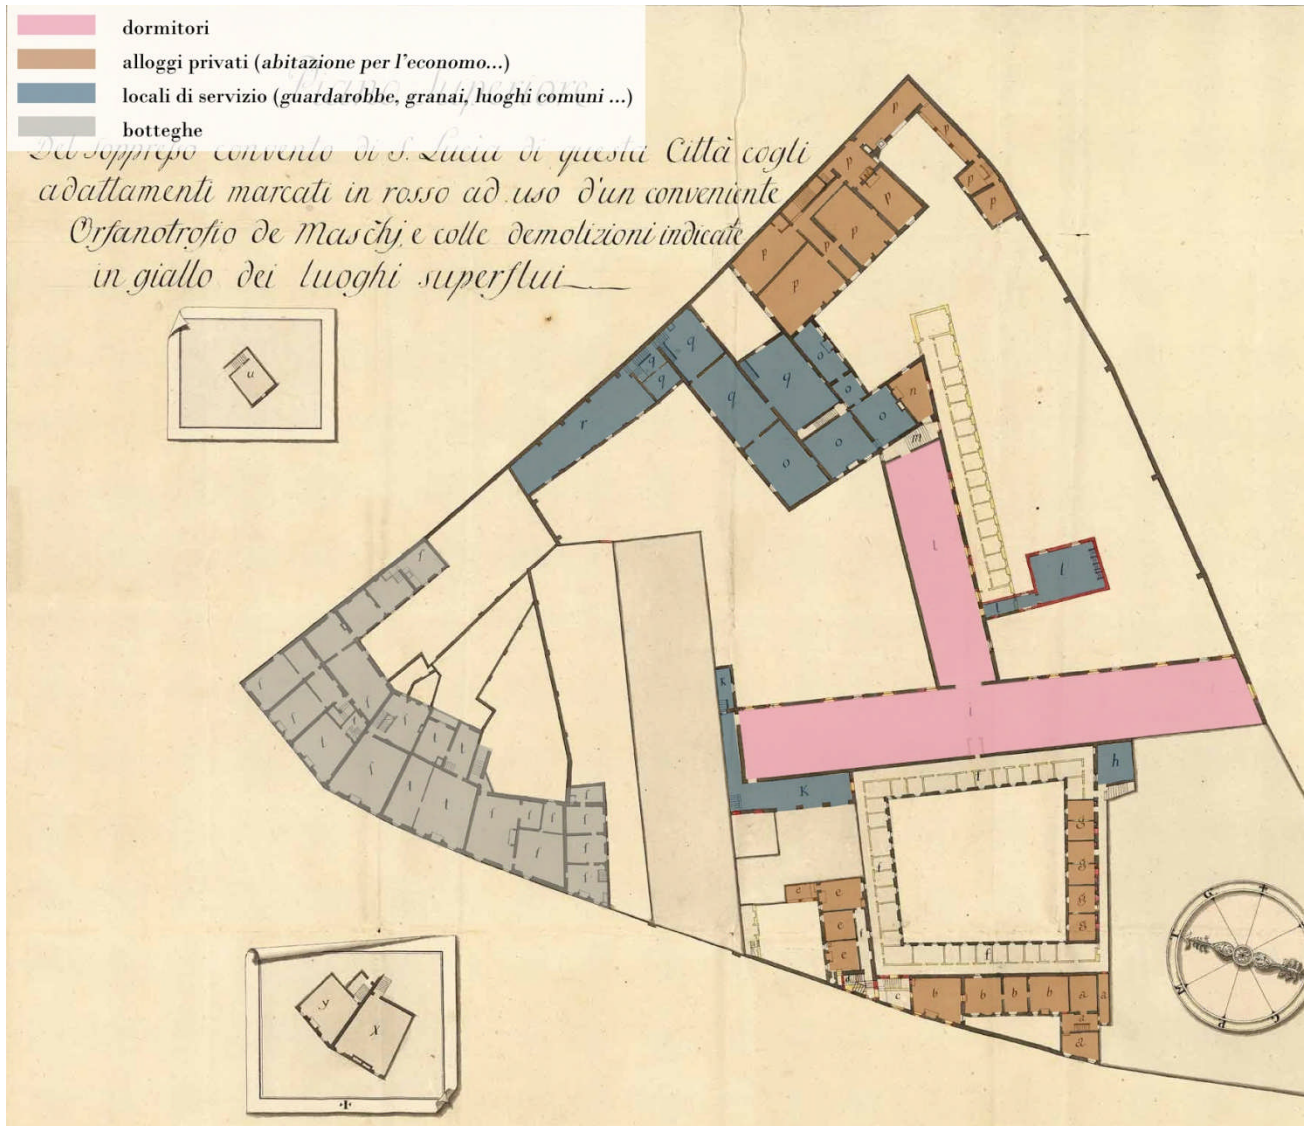 dormitori
alloggi privati (abitazione per l'economo...)
locali di servizio (guardarobbe, granai, luoghi comuni ...)
botteghe
Piano Superiore
Del Soppresso convento di S. Lucia di questa Città cogli
adattamenti marcati in rosso ad uso d'un conveniente
Orfanotrofio de Maschj, e colle demolizioni indicate
in giallo dei luoghi superflui
p
p
p
p
p
p
p
p
p
p
p
u
q
q
q
q
q
r
o
o
o
o
o
n
m
l
l
i
K
K
h
f
f
f
g
g
g
g
e
e
e
e
c
b
b
b
b
a
a
a
a
y
X